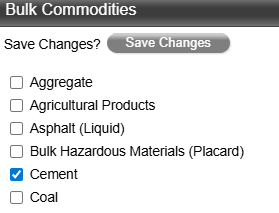 Bulk Commodities
Save Changes? Save Changes
Aggregate
Agricultural Products
Asphalt (Liquid)
Bulk Hazardous Materials (Placard)
Cement
Coal